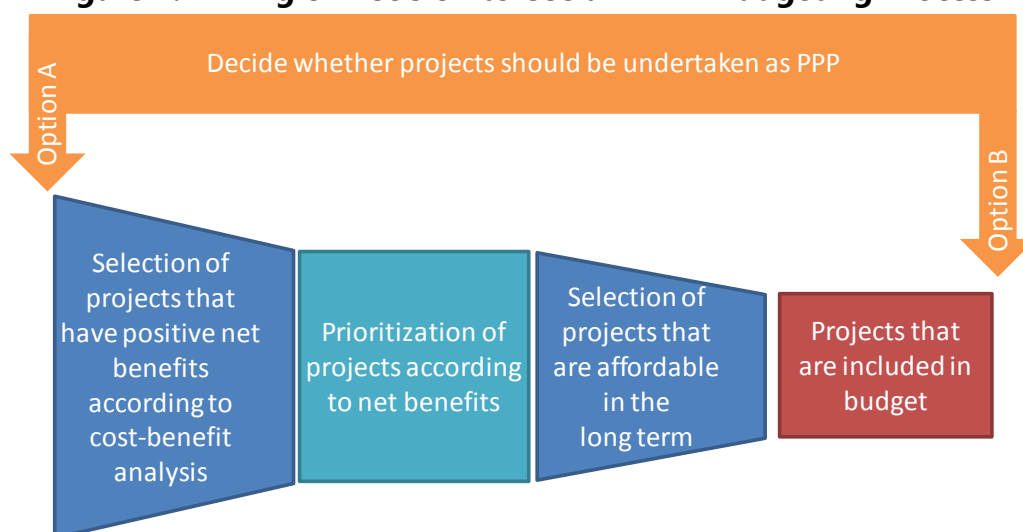 Decide whether projects should be undertaken as PPP
Option A
Option B
Selection of
projects that
have positive net
benefits
according to
cost-benefit
analysis
Prioritization of
projects according
to net benefits
Selection of
projects that
are affordable
in the
long term
Projects that
are included in
budget